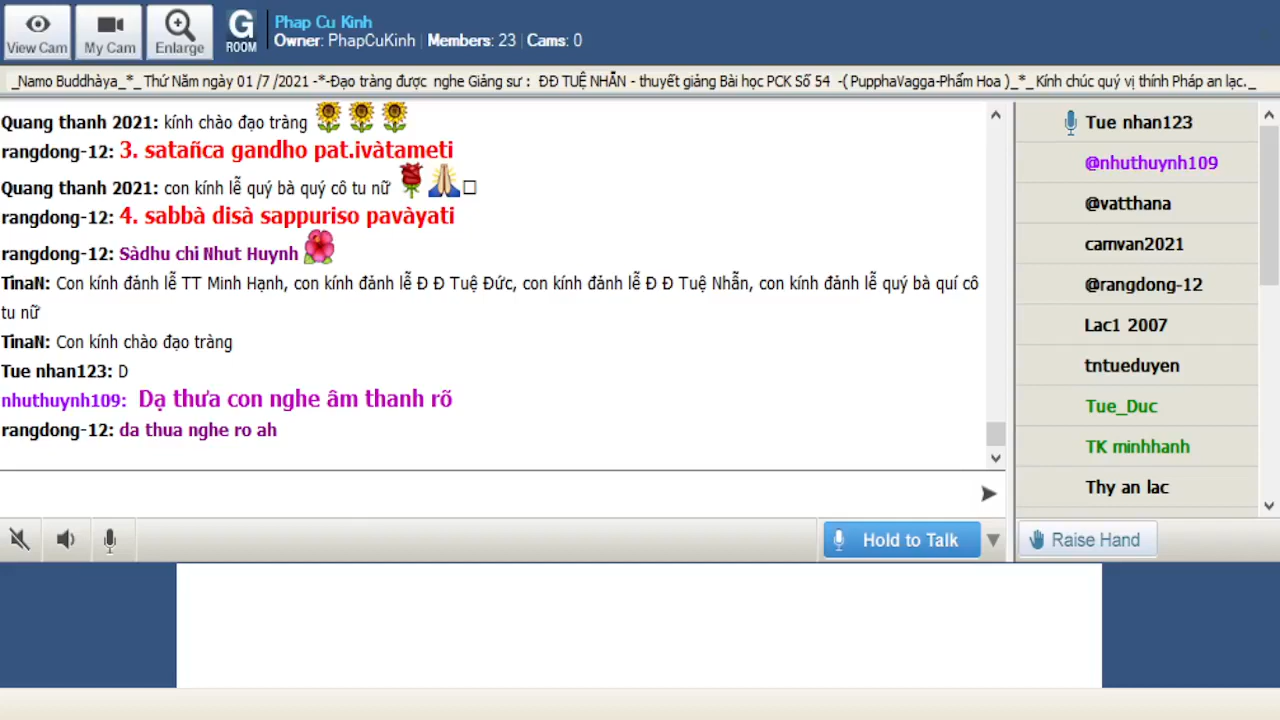 View Cam
My Cam
Enlarge
G
ROOM
Phap Cu Kinh
Owner: PhapCuKinh | Members: 23 | Cams: 0
_Namo Buddhàya_*_ Thứ Năm ngày 01 /7 /2021 -*-Đạo tràng được nghe Giảng sư : ĐĐ TUỆ NHẪN - thuyết giảng Bài học PCK Số 54 -( PupphaVagga-Phẩm Hoa )_*_ Kính chúc quý vị thính Pháp an lạc._
Quang thanh 2021: kính chào đạo tràng
rangdong-12: 3. satañca gandho pat.ivàtameti
Quang thanh 2021: con kính lễ quý bà quý cô tu nữ
rangdong-12: 4. sabbà disà sappuriso pavàyati
rangdong-12: Sàdhu chi Nhut Huynh
TinaN: Con kính đảnh lễ TT Minh Hạnh, con kính đảnh lễ Đ Đ Tuệ Đức, con kính đảnh lễ Đ Đ Tuệ Nhẫn, con kính đảnh lễ quý bà quí cô
tu nữ
TinaN: Con kính chào đạo tràng
Tue nhan123: D
nhuthuynh109: Dạ thưa con nghe âm thanh rõ
rangdong-12: da thua nghe ro ah
Tue nhan123
@nhuthuynh109
@vatthana
camvan2021
@rangdong-12
Lac1 2007
tntueduyen
Tue_Duc
TK minhhanh
Thy an lac
Hold to Talk
Raise Hand